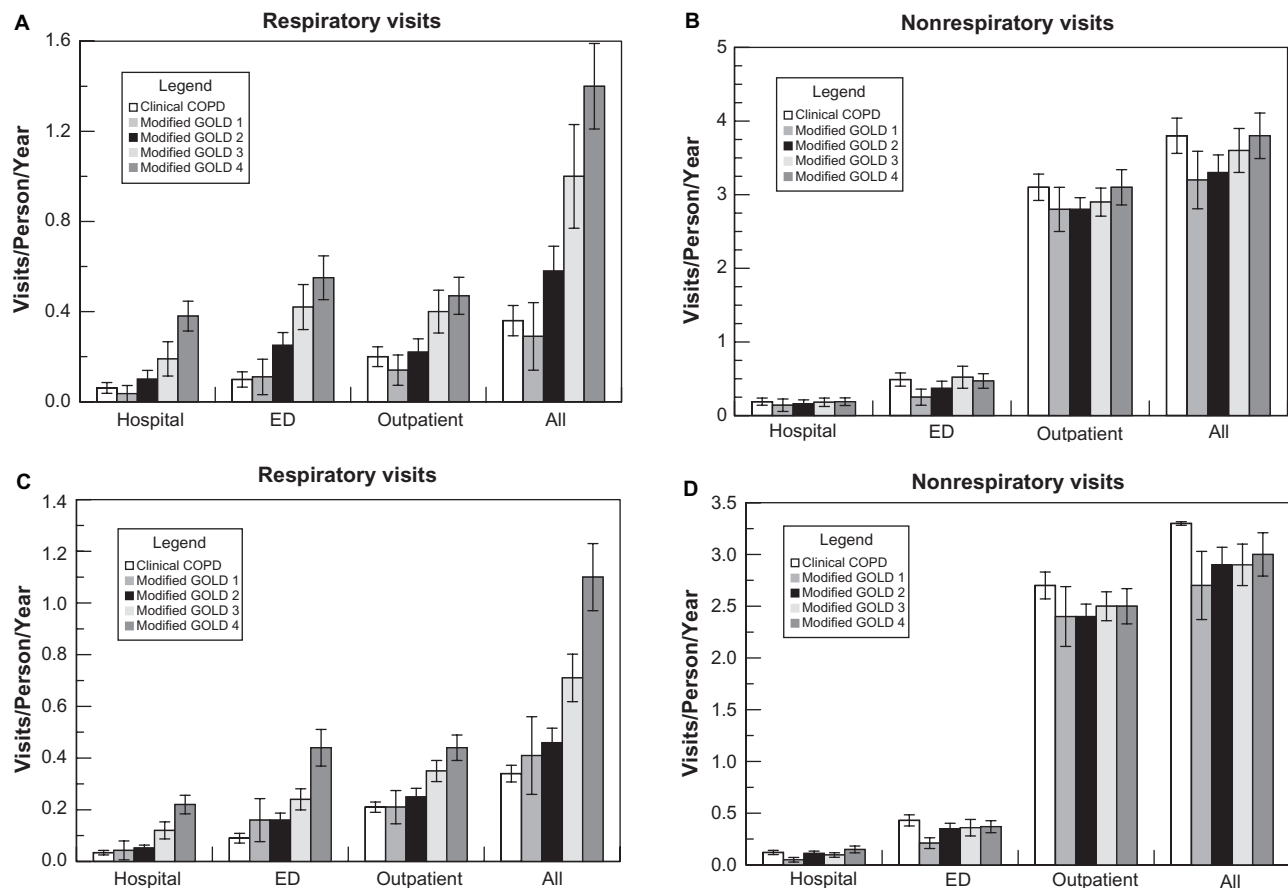 A
Respiratory visits
Visits/Person/Year
1.6
1.2
0.8
0.4
0.0
Legend
Clinical COPD
Modified GOLD 1
Modified GOLD 2
Modified GOLD 3
Modified GOLD 4
Hospital ED Outpatient All
B
Nonrespiratory visits
Visits/Person/Year
5
4
3
2
1
0
Legend
Clinical COPD
Modified GOLD 1
Modified GOLD 2
Modified GOLD 3
Modified GOLD 4
Hospital ED Outpatient All
C
Respiratory visits
Visits/Person/Year
1.4
1.2
1.0
0.8
0.6
0.4
0.2
0.0
Legend
Clinical COPD
Modified GOLD 1
Modified GOLD 2
Modified GOLD 3
Modified GOLD 4
Hospital ED Outpatient All
D
Nonrespiratory visits
Visits/Person/Year
3.5
3.0
2.5
2.0
1.5
1.0
0.5
0.0
Legend
Clinical COPD
Modified GOLD 1
Modified GOLD 2
Modified GOLD 3
Modified GOLD 4
Hospital ED Outpatient All